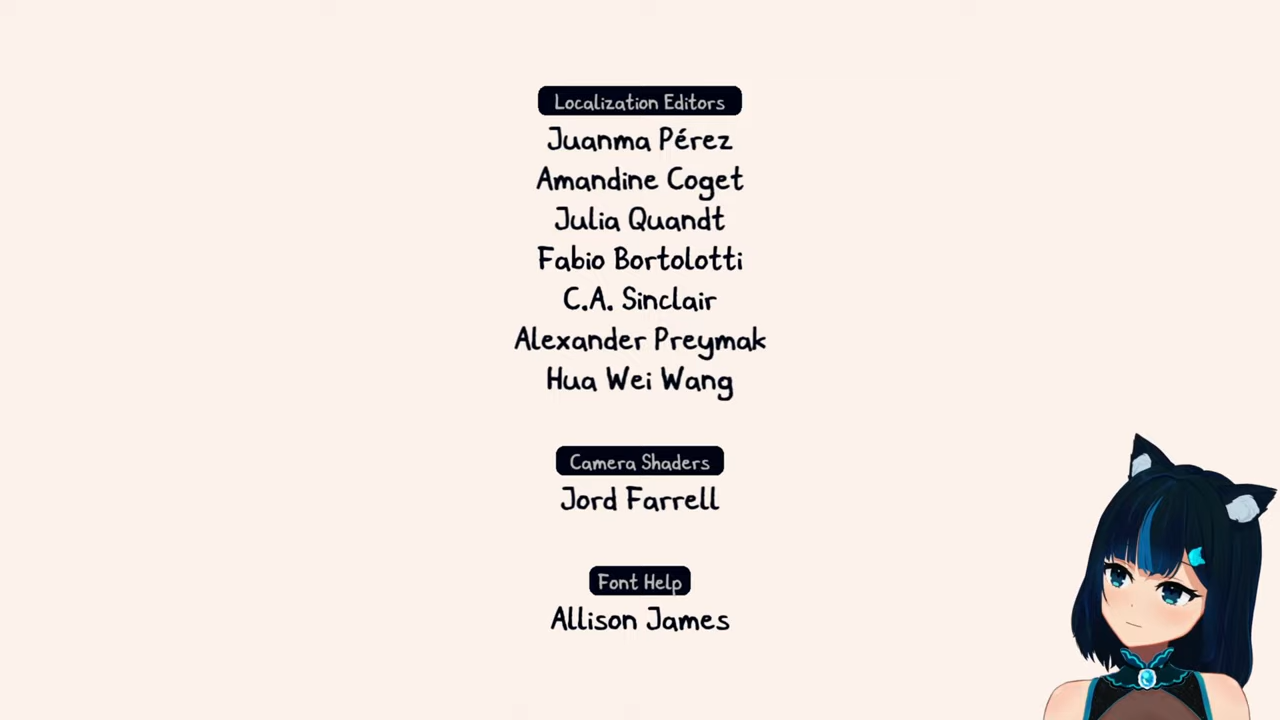 Localization Editors
Juanma Pérez
Amandine Coget
Julia Quandt
Fabio Bortolotti
C.A. Sinclair
Alexander Preymak
Hua Wei Wang
Camera Shaders
Jord Farrell
Font Help
Allison James